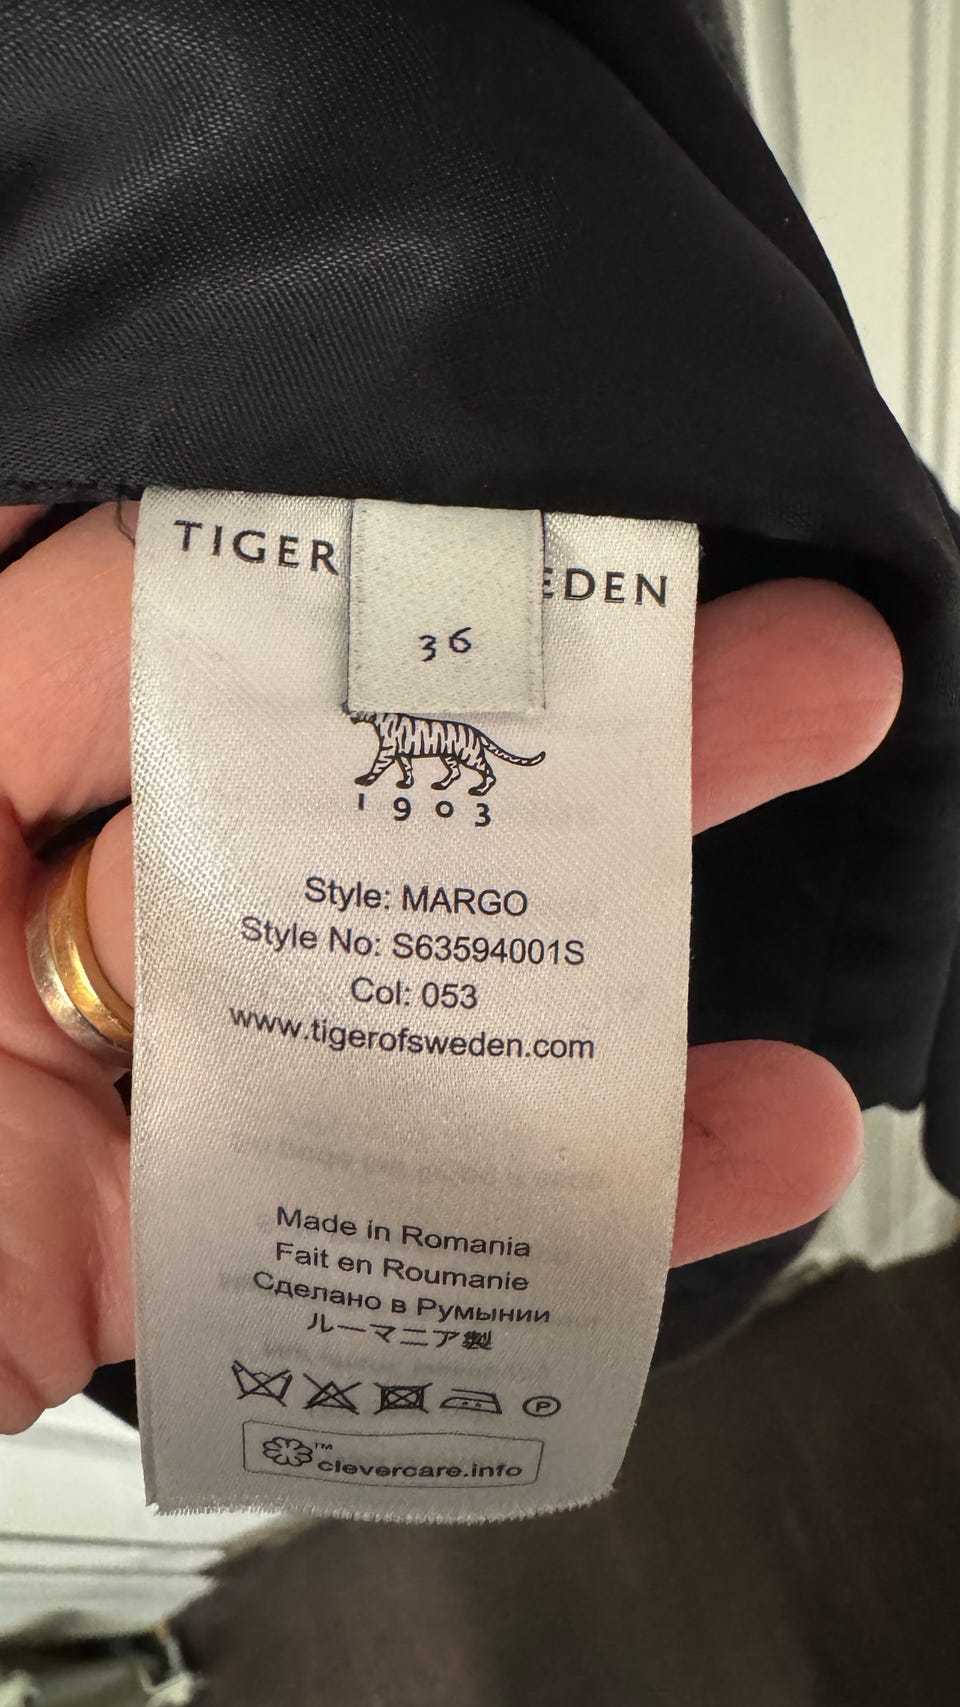 TIGER EDEN
36
1903
Style: MARGO
Style No: S63594001S
Col: 053
www.tigerofsweden.com
Made in Romania
Fait en Roumanie
Сделано в Румынии
ルーマニア製
P
™
clevercare.info